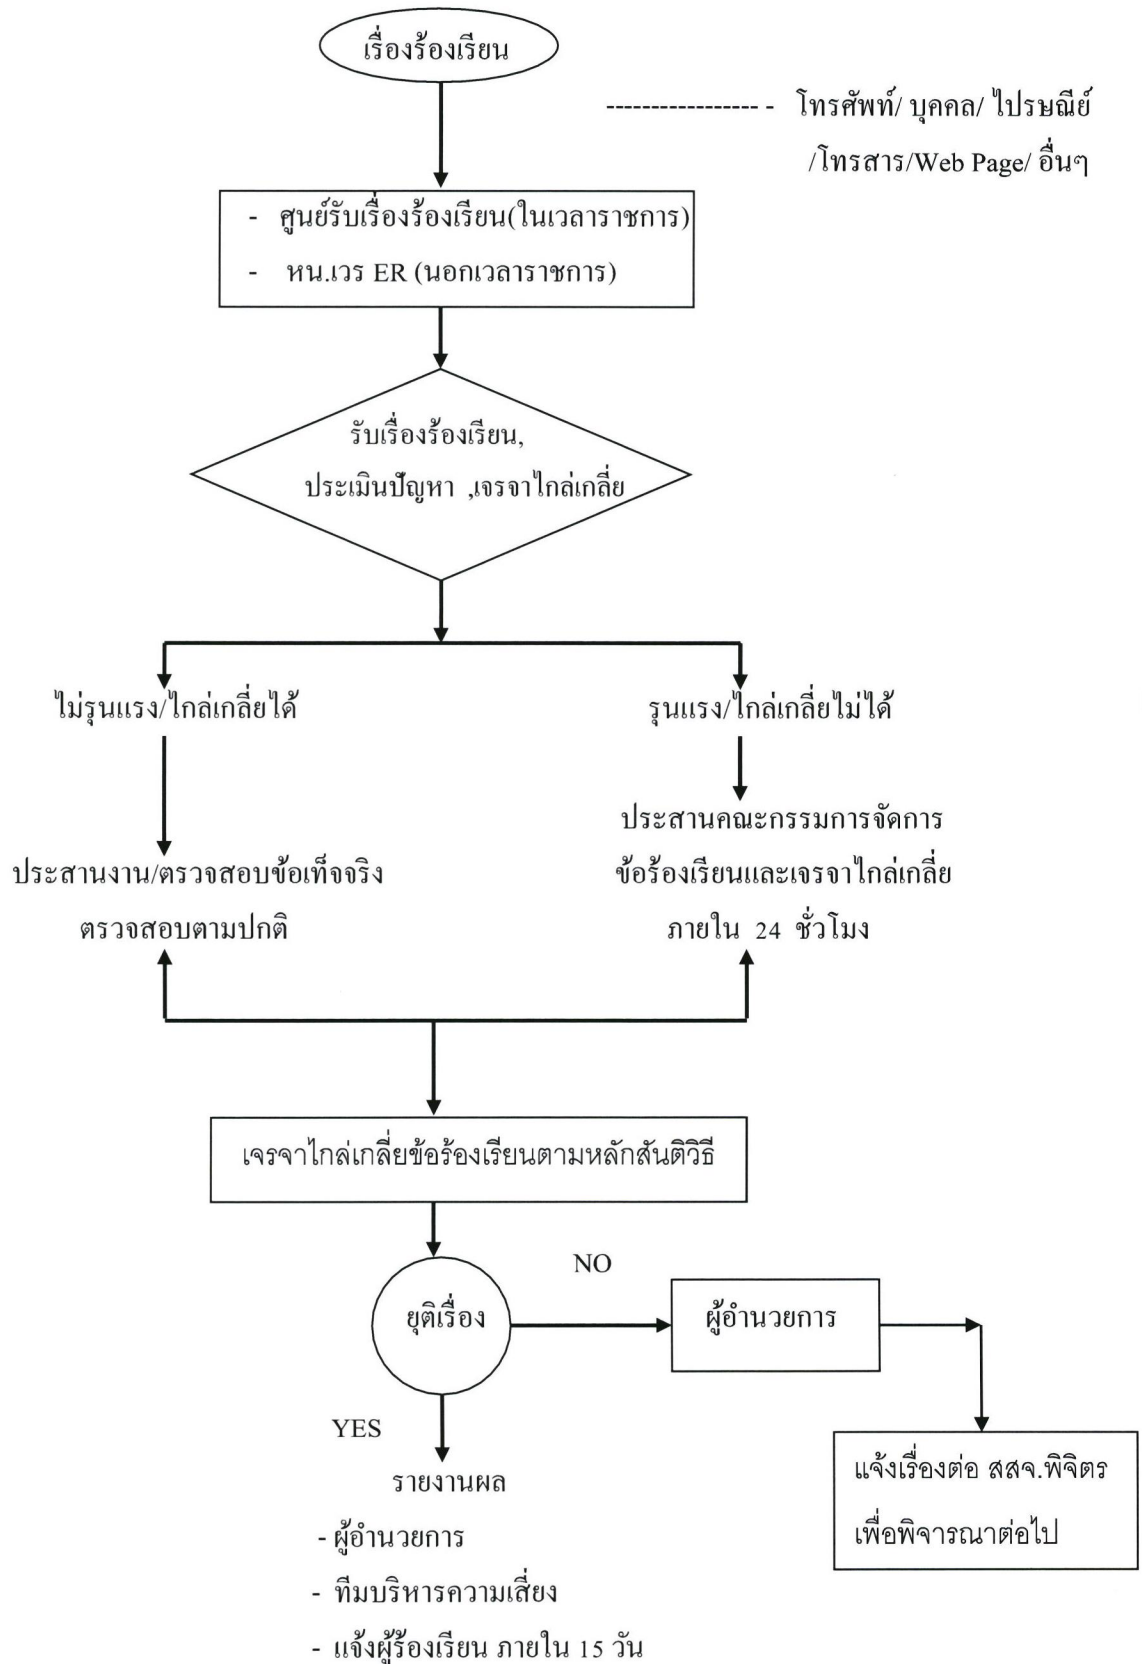 เรื่องร้องเรียน
------------------ - โทรศัพท์/ บุคคล/ ไปรษณีย์
/โทรสาร/Web Page/ อื่นๆ
- ศูนย์รับเรื่องร้องเรียน(ในเวลาราชการ)
- หน.เวร ER (นอกเวลาราชการ)
รับเรื่องร้องเรียน,
ประเมินปัญหา ,เจรจาไกล่เกลี่ย
ไม่รุนแรง/ไกล่เกลี่ยได้
รุนแรง/ไกล่เกลี่ยไม่ได้
ประสานงาน/ตรวจสอบข้อเท็จจริง
ตรวจสอบตามปกติ
ประสานคณะกรรมการจัดการ
ข้อร้องเรียนและเจรจาไกล่เกลี่ย
ภายใน 24 ชั่วโมง
เจรจาไกล่เกลี่ยข้อร้องเรียนตามหลักสันติวิธี
ยุติเรื่อง
NO
ผู้อำนวยการ
YES
แจ้งเรื่องต่อ สสจ.พิจิตร
เพื่อพิจารณาต่อไป
รายงานผล
- ผู้อำนวยการ
- ทีมบริหารความเสี่ยง
- แจ้งผู้ร้องเรียน ภายใน 15 วัน